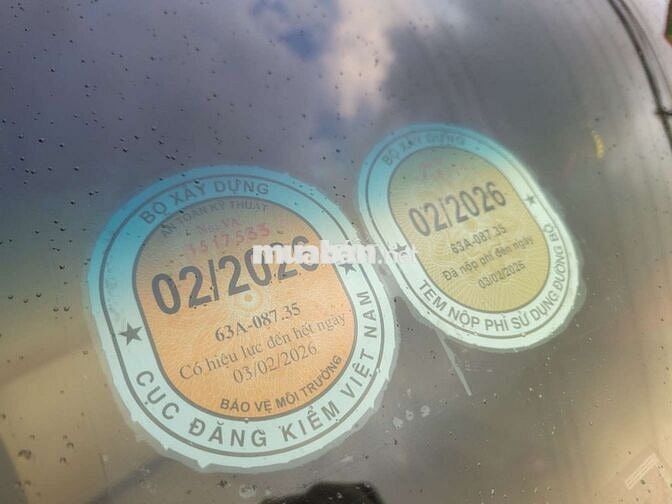 BỘ XÂY DỰNG
AN TOÀN KỸ THUẬT
1517533
02/2026
63A-087.35
Có hiệu lực đến hết ngày
03/02/2026
BẢO VỆ MÔI TRƯỜNG
★ CỤC ĐĂNG KIỂM VIỆT NAM ★
muaban.net
BỘ XÂY DỰNG
02/2026
63A-087.35
Đã nộp phí đến ngày
03/02/2026
★ TEM NỘP PHÍ SỬ DỤNG ĐƯỜNG BỘ ★